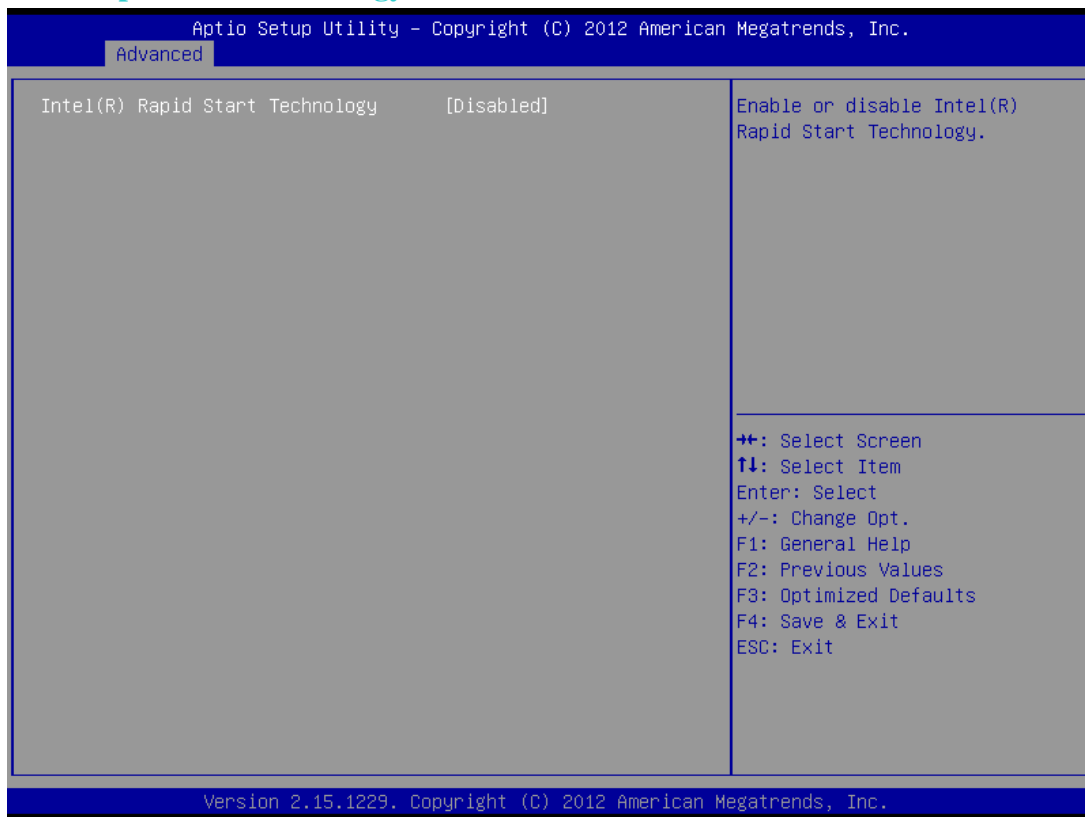 Aptio Setup Utility – Copyright (C) 2012 American Megatrends, Inc.
Advanced
Intel(R) Rapid Start Technology [Disabled]
Enable or disable Intel(R)
Rapid Start Technology.
→←: Select Screen
↑↓: Select Item
Enter: Select
+/-: Change Opt.
F1: General Help
F2: Previous Values
F3: Optimized Defaults
F4: Save & Exit
ESC: Exit
Version 2.15.1229. Copyright (C) 2012 American Megatrends, Inc.